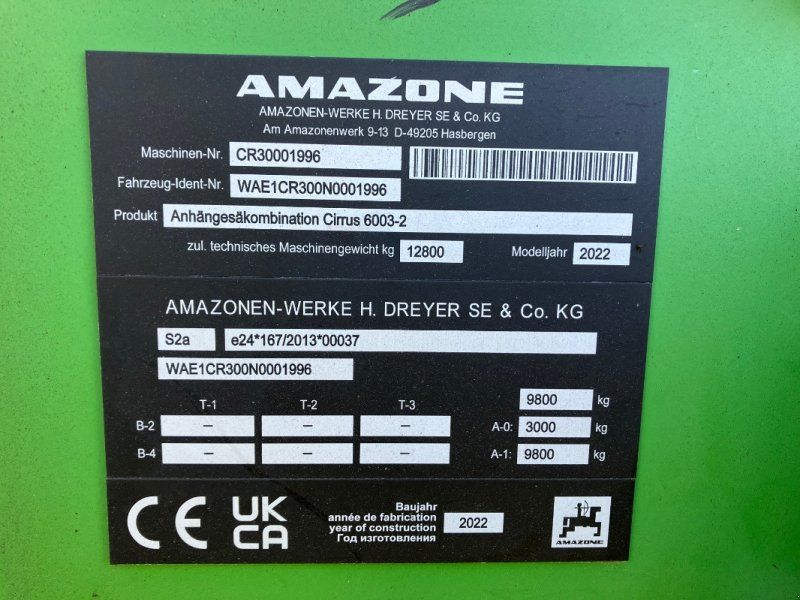 AMAZONE
AMAZONEN-WERKE H. DREYER SE & Co. KG
Am Amazonenwerk 9-13 D-49205 Hasbergen
Maschinen-Nr. CR30001996
Fahrzeug-Ident-Nr. WAE1CR300N0001996
Produkt Anhängesäkombination Cirrus 6003-2
zul. technisches Maschinengewicht kg 12800 Modelljahr 2022
AMAZONEN-WERKE H. DREYER SE & Co. KG
S2a e24*167/2013*00037
WAE1CR300N0001996
9800 kg
T-1 T-2 T-3
B-2 – – – A-0: 3000 kg
B-4 – – – A-1: 9800 kg
CE UK CA
Baujahr
année de fabrication
year of construction
Год изготовления
2022
AMAZONE